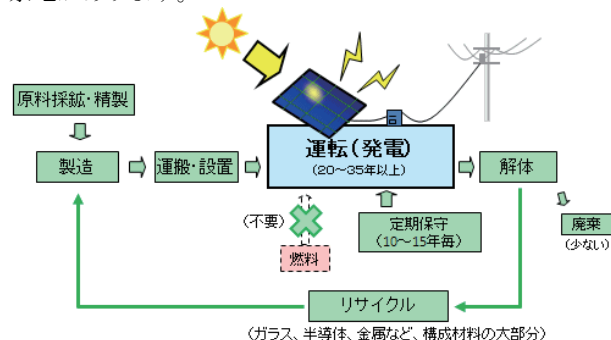 原料採鉱・精製
製造
運搬・設置
運転(発電)
(20～35年以上)
解体
(不要)
燃料
定期保守
(10～15年毎)
廃棄
(少ない)
リサイクル
(ガラス、半導体、金属など、構成材料の大部分)